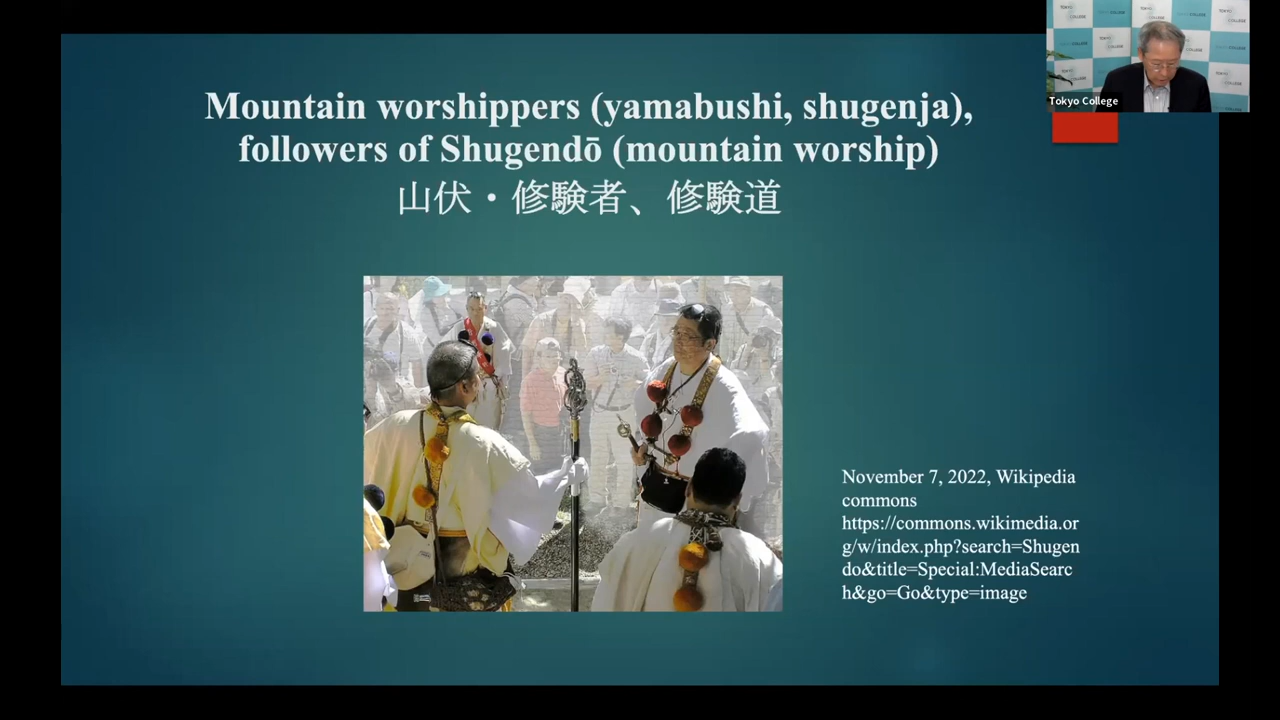 Mountain worshippers (yamabushi, shugenja),
followers of Shugendō (mountain worship)
山伏・修験者、修験道
November 7, 2022, Wikipedia
commons
https://commons.wikimedia.or
g/w/index.php?search=Shugen
do&title=Special:MediaSearc
h&go=Go&type=image
Tokyo College